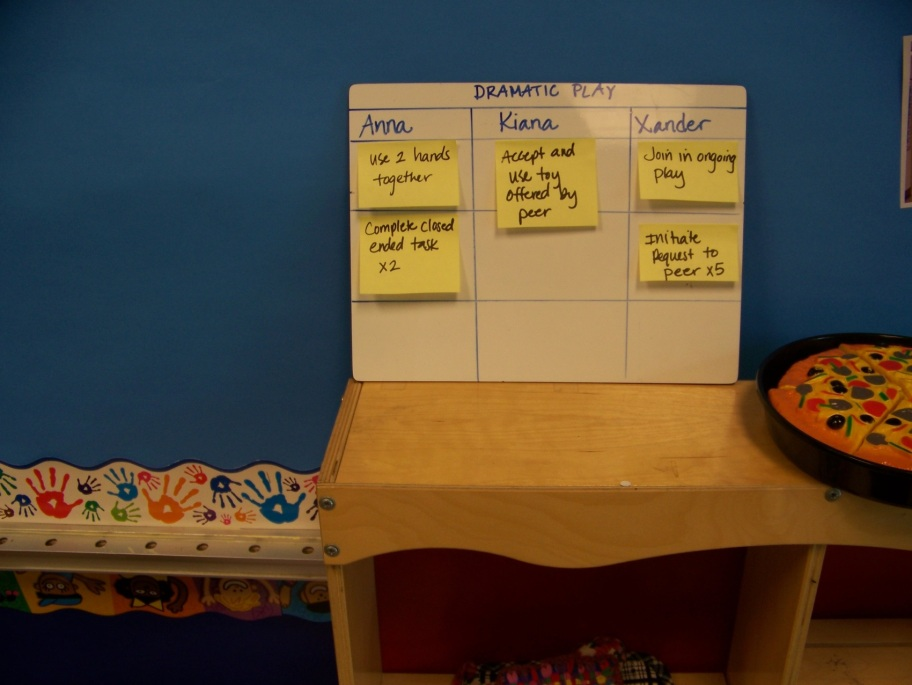 DRAMATIC PLAY
Anna
Kiana
Xander
Use 2 hands
together
Accept and
use toy
offered by
peer
Join in ongoing
play
Complete closed
ended task
x2
Initiate
Request to
peer x5